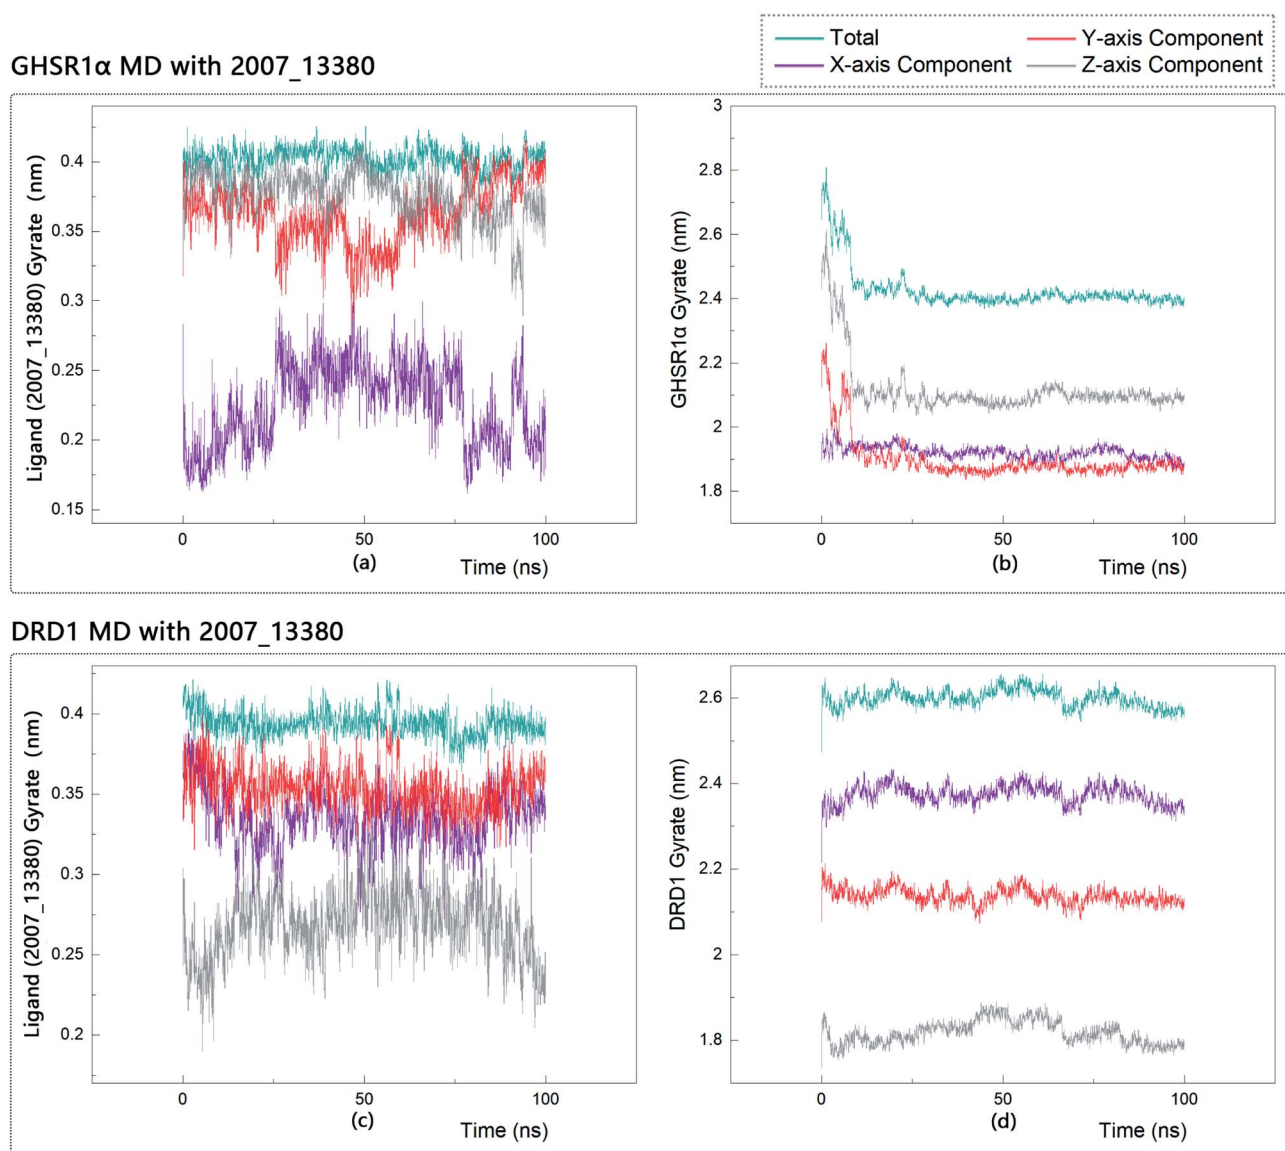 Total
Y-axis Component
X-axis Component
Z-axis Component
GHSR1α MD with 2007_13380
Ligand (2007_13380) Gyrate (nm)
0.4
0.35
0.3
0.25
0.2
0.15
0
50
100
(a)
Time (ns)
GHSR1α Gyrate (nm)
3
2.8
2.6
2.4
2.2
2
1.8
0
50
100
(b)
Time (ns)
DRD1 MD with 2007_13380
Ligand (2007_13380) Gyrate (nm)
0.4
0.35
0.3
0.25
0.2
0
50
100
(c)
Time (ns)
DRD1 Gyrate (nm)
2.6
2.4
2.2
2
1.8
0
50
100
(d)
Time (ns)